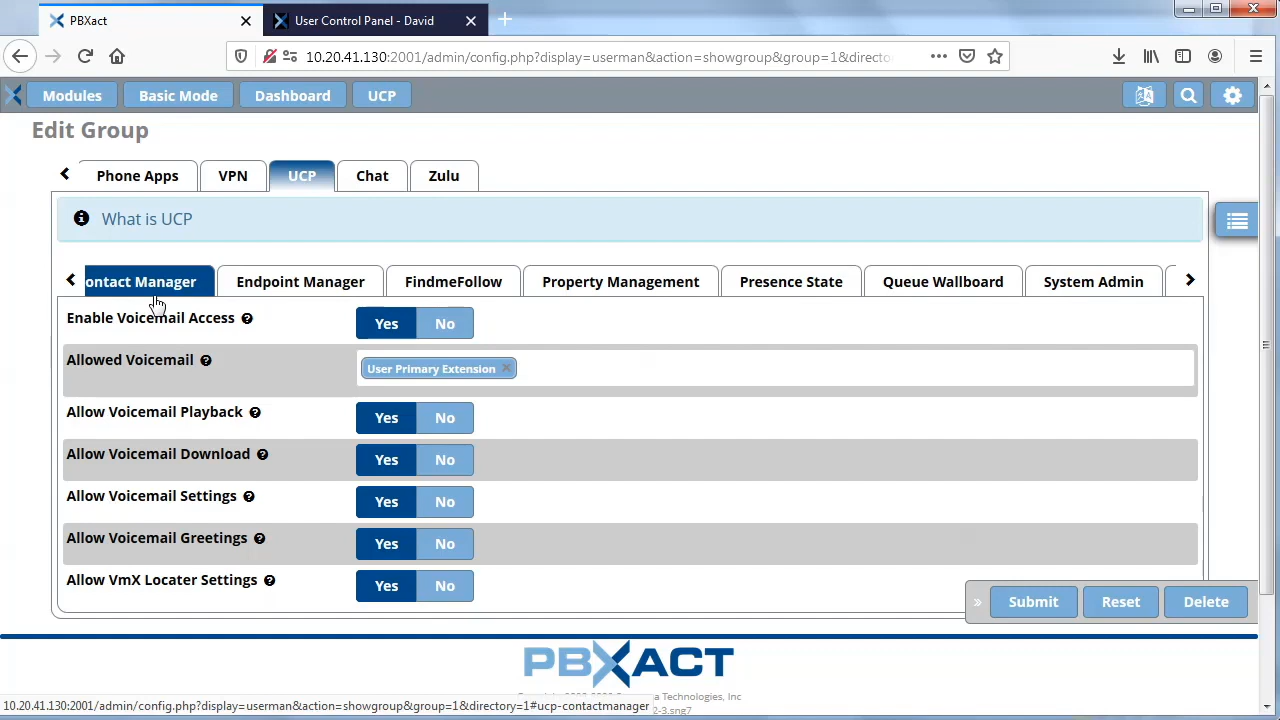 PBXact
User Control Panel - David
10.20.41.130:2001/admin/config.php?display=userman&action=showgroup&group=1&directo
Modules
Basic Mode
Dashboard
UCP
Edit Group
Phone Apps
VPN
UCP
Chat
Zulu
What is UCP
ontact Manager
Endpoint Manager
FindmeFollow
Property Management
Presence State
Queue Wallboard
System Admin
Enable Voicemail Access
Yes No
Allowed Voicemail
User Primary Extension
Allow Voicemail Playback
Yes No
Allow Voicemail Download
Yes No
Allow Voicemail Settings
Yes No
Allow Voicemail Greetings
Yes No
Allow VmX Locater Settings
Yes No
Submit
Reset
Delete
PBXACT
a Technologies, Inc
2-3.sng7
10.20.41.130:2001/admin/config.php?display=userman&action=showgroup&group=1&directory=1#ucp-contactmanager